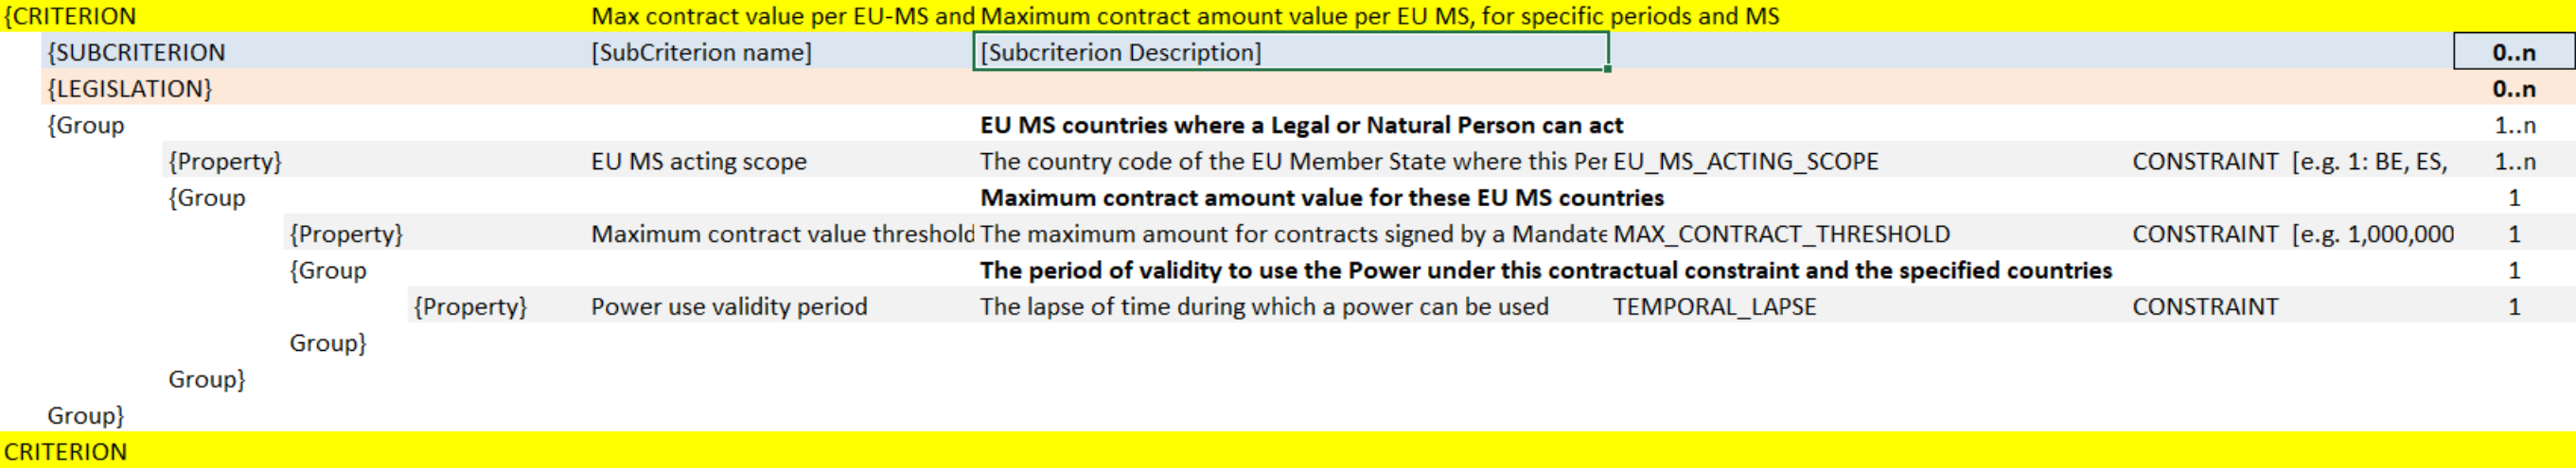 {CRITERION Max contract value per EU-MS and Maximum contract amount value per EU MS, for specific periods and MS
{SUBCRITERION [SubCriterion name] [Subcriterion Description] 0..n
{LEGISLATION} 0..n
{Group EU MS countries where a Legal or Natural Person can act 1..n
{Property} EU MS acting scope The country code of the EU Member State where this Per EU_MS_ACTING_SCOPE CONSTRAINT [e.g. 1: BE, ES, 1..n
{Group Maximum contract amount value for these EU MS countries 1
{Property} Maximum contract value threshold The maximum amount for contracts signed by a Mandate MAX_CONTRACT_THRESHOLD CONSTRAINT [e.g. 1,000,000 1
{Group The period of validity to use the Power under this contractual constraint and the specified countries 1
{Property} Power use validity period The lapse of time during which a power can be used TEMPORAL_LAPSE CONSTRAINT 1
Group}
Group}
Group}
CRITERION